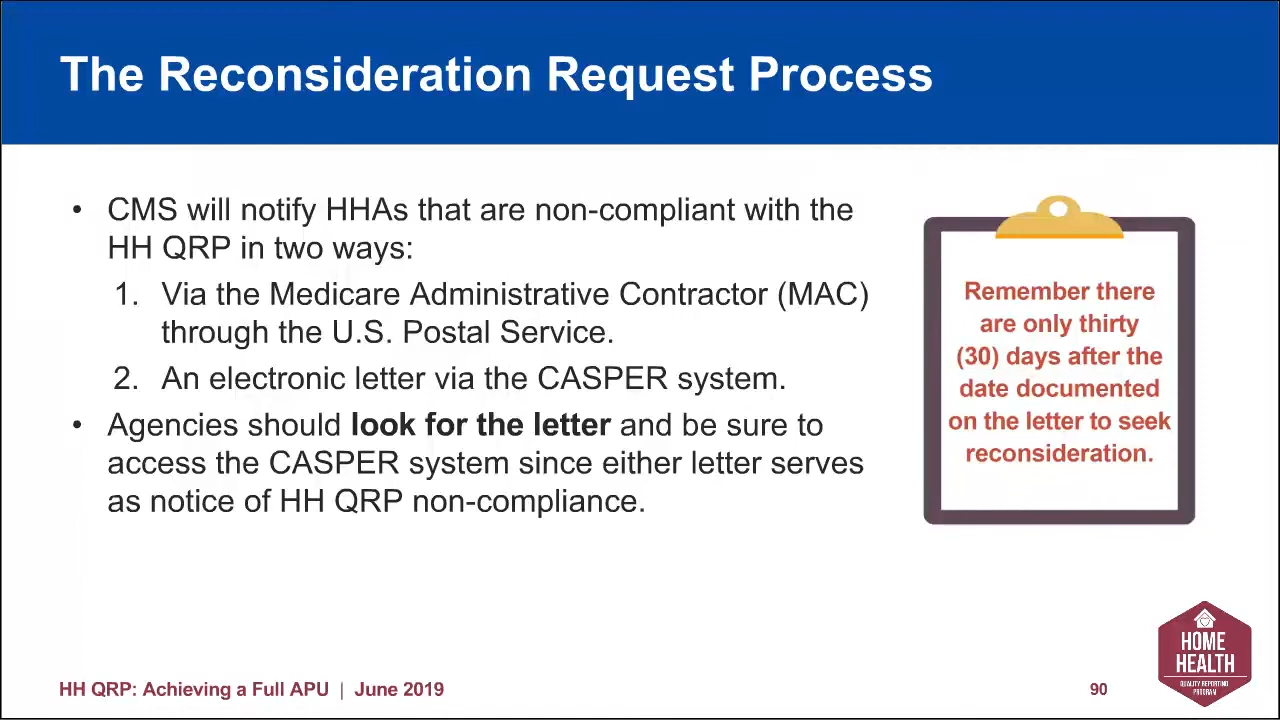 The Reconsideration Request Process
• CMS will notify HHAs that are non-compliant with the
HH QRP in two ways:
1. Via the Medicare Administrative Contractor (MAC)
through the U.S. Postal Service.
2. An electronic letter via the CASPER system.
• Agencies should look for the letter and be sure to
access the CASPER system since either letter serves
as notice of HH QRP non-compliance.
Remember there
are only thirty
(30) days after the
date documented
on the letter to seek
reconsideration.
HH QRP: Achieving a Full APU | June 2019
90
HOME
HEALTH
QUALITY REPORTING
PROGRAM